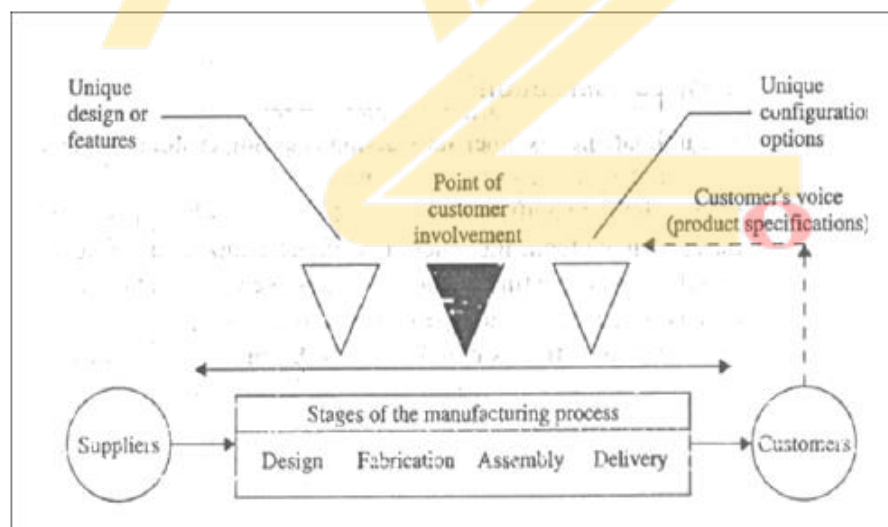 Unique
design or
features
Unique
configuration
options
Point of
customer
involvement
Customer's voice
(product specifications)
Stages of the manufacturing process
Suppliers
Design Fabrication Assembly Delivery
Customers